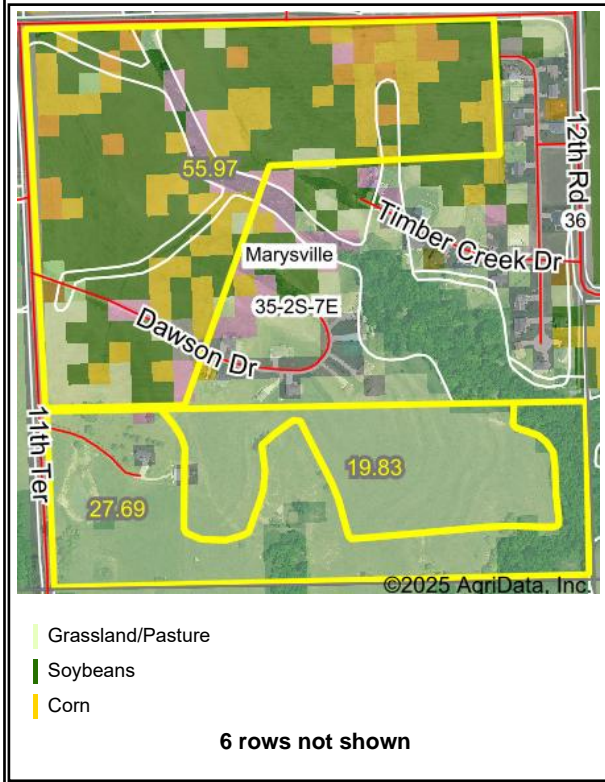 12th Rd
55.97
36
Timber Creek Dr
Marysville
35-2S-7E
Dawson Dr
11th Ter
19.83
27.69
©2025 AgriData, Inc.
Grassland/Pasture
Soybeans
Corn
6 rows not shown